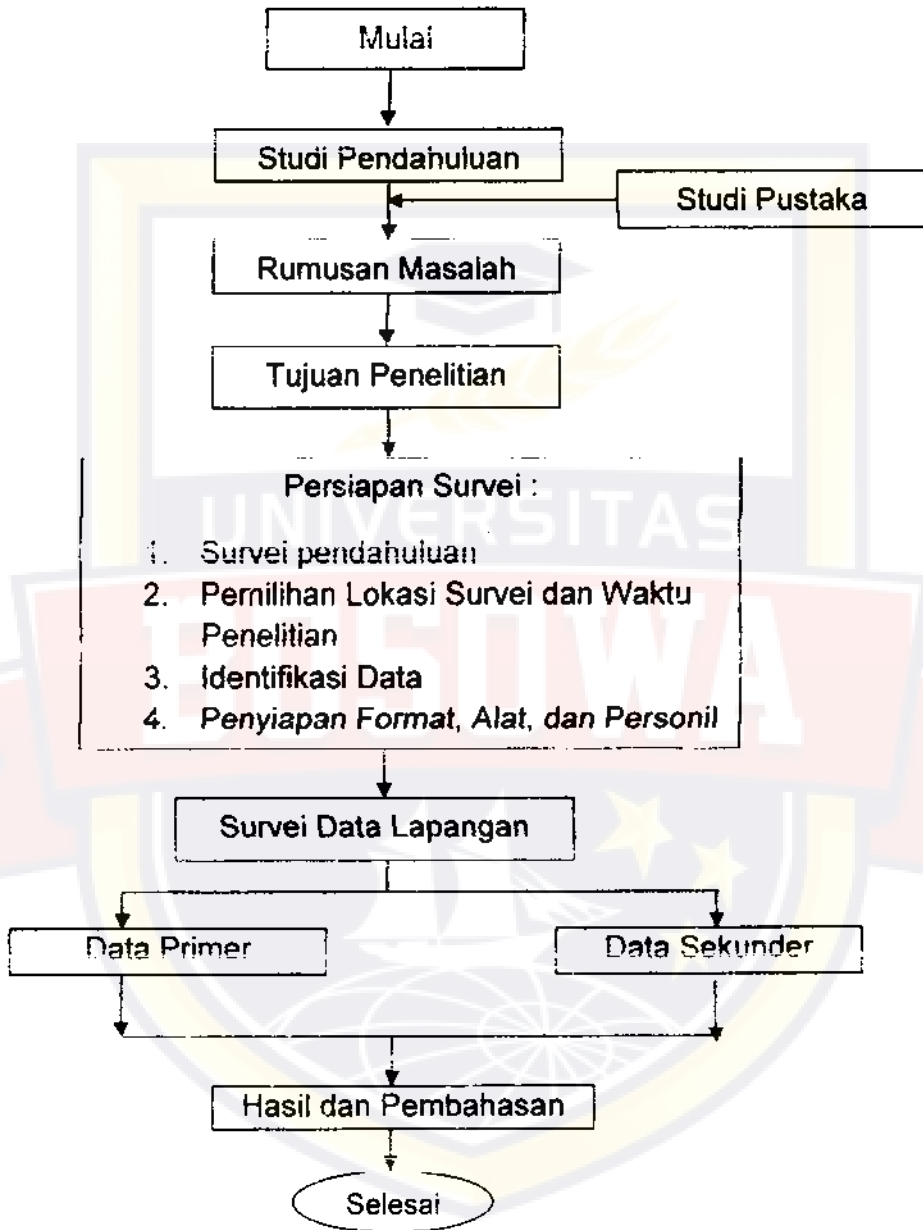 Mulai
Studi Pendahuluan
Studi Pustaka
Rumusan Masalah
Tujuan Penelitian
Persiapan Survei :
1. Survei pendahuluan
2. Pemilihan Lokasi Survei dan Waktu
Penelitian
3. Identifikasi Data
4. Penyiapan Format, Alat, dan Personil
Survei Data Lapangan
Data Primer
Data Sekunder
Hasil dan Pembahasan
Selesai
UNIVERSITAS
BOSOWA